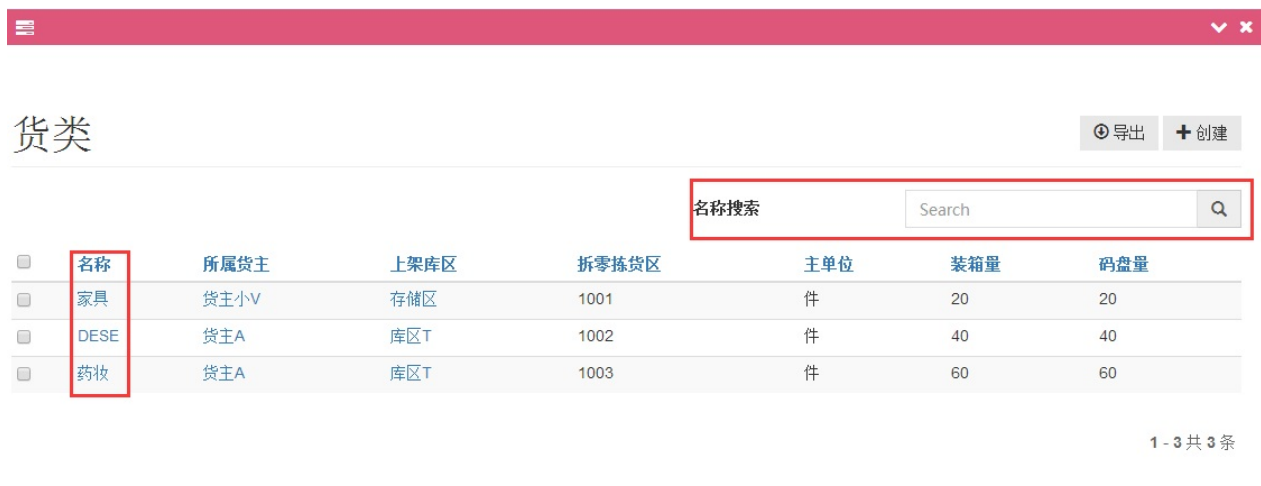 货类
导出 创建
名称搜索 Search
名称 所属货主 上架库区 拆零拣货区 主单位 装箱量 码盘量
家具 货主小V 存储区 1001 件 20 20
DESE 货主A 库区T 1002 件 40 40
药妆 货主A 库区T 1003 件 60 60
1 - 3 共 3 条